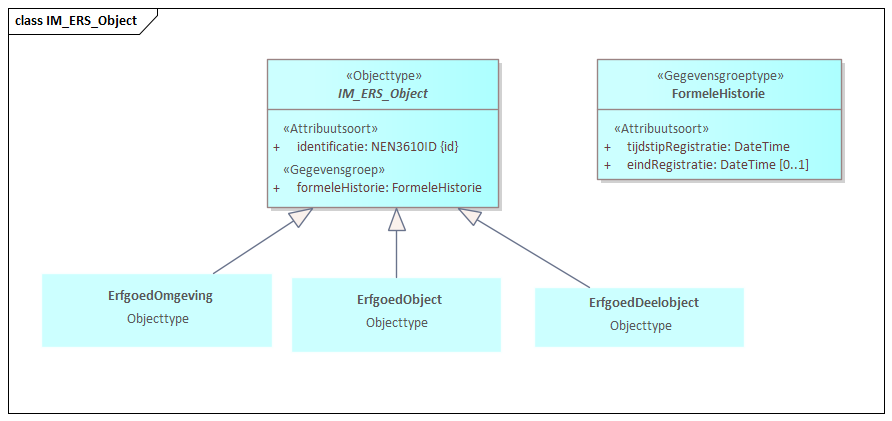 class IM_ERS_Object
«Objecttype»
IM_ERS_Object
«Attribuutsoort»
+ identificatie: NEN3610ID {id}
«Gegevensgroep»
+ formeleHistorie: FormeleHistorie
«Gegevensgroeptype»
FormeleHistorie
«Attribuutsoort»
+ tijdstipRegistratie: DateTime
+ eindRegistratie: DateTime [0..1]
ErfgoedOmgeving
Objecttype
ErfgoedObject
Objecttype
ErfgoedDeelobject
Objecttype